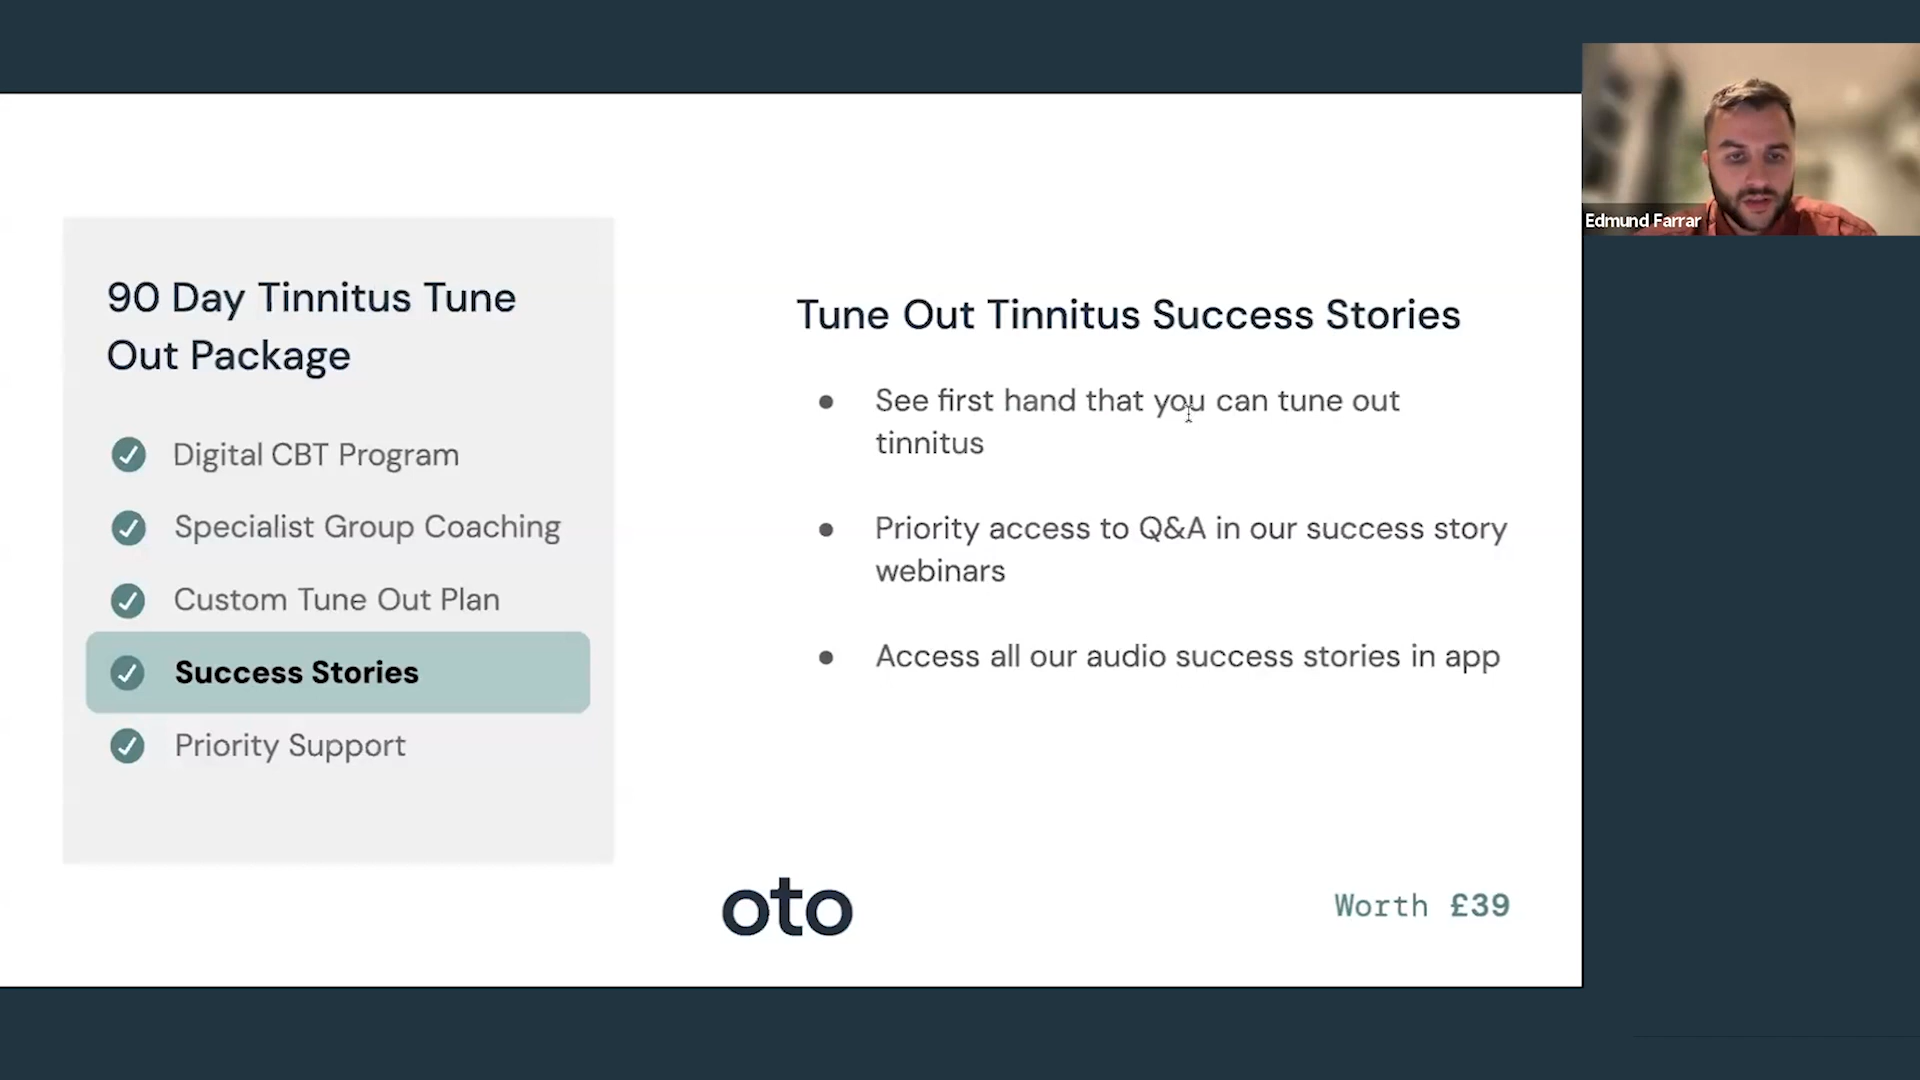 90 Day Tinnitus Tune
Out Package
Digital CBT Program
Specialist Group Coaching
Custom Tune Out Plan
Success Stories
Priority Support
Tune Out Tinnitus Success Stories
See first hand that you can tune out
tinnitus
Priority access to Q&A in our success story
webinars
Access all our audio success stories in app
oto
Worth £39
Edmund Farrar